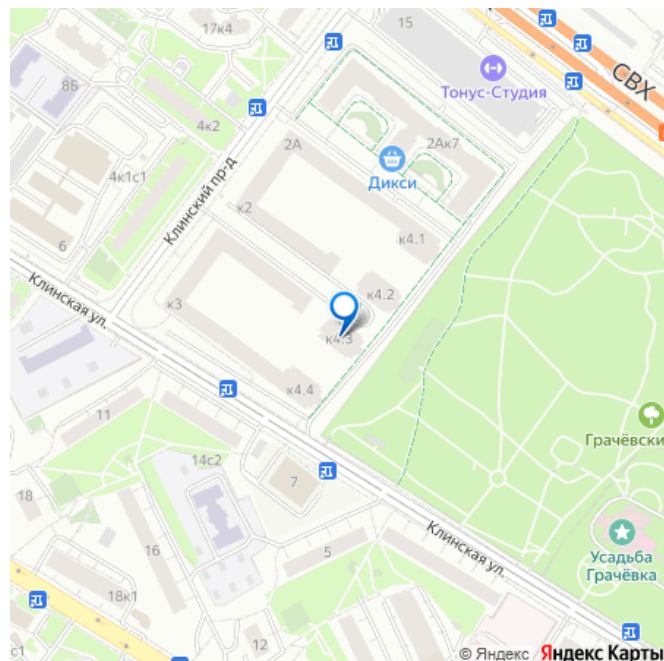 17к4
15
СВХ
8Б
Тонус-Студия
4к2
2А
2Ак7
Дикси
4к1с1
Клинский пр-д
к2
к4.1
6
к4.2
Клинская ул.
к3
к4.3
к4.4
11
Грачёвски
14с2
7
18
16
Клинская ул.
5
Усадьба
Грачёвка
18к1
12
с1
© Яндекс Яндекс Карты